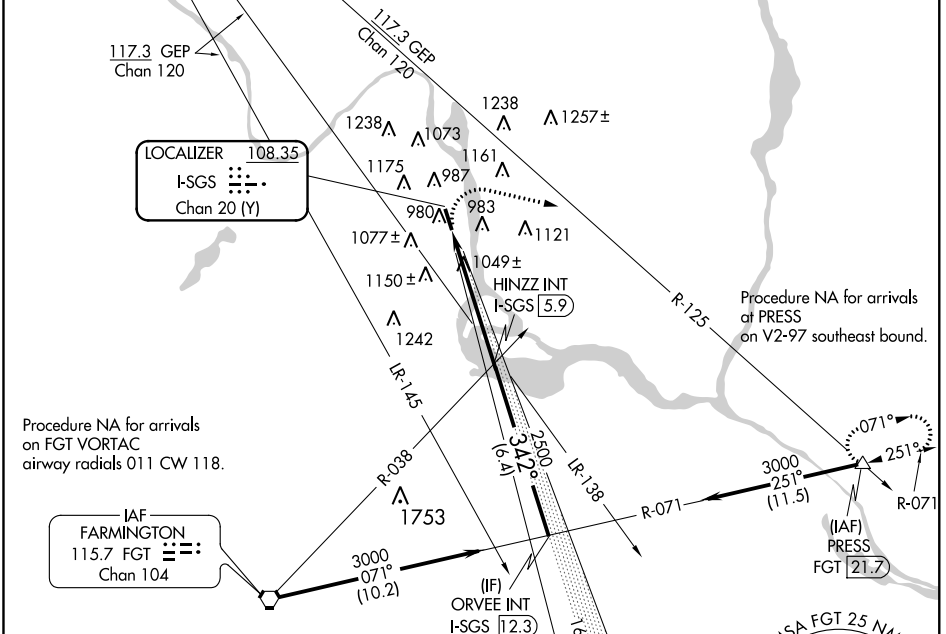 117.3 GEP
Chan 120
117.3 GEP
Chan 120
1238
1073
1238
1257±
LOCALIZER 108.35
I-SGS
Chan 20 (Y)
1175
987
1161
980
983
1121
1077±
1049±
1150±
HINZZ INT
I-SGS 5.9
1242
R-125
Procedure NA for arrivals
at PRESS
on V2-97 southeast bound.
LR-145
Procedure NA for arrivals
on FGT VORTAC
airway radials 011 CW 118.
R-038
342°
(6.4)
2500
LR-138
1753
071°
251°
R-071
3000
251°
(11.5)
R-071
IAF
FARMINGTON
115.7 FGT
Chan 104
3000
071°
(10.2)
(IAF)
PRESS
FGT 21.7
(IF)
ORVEE INT
I-SGS 12.3
16
SA FGT 25 N